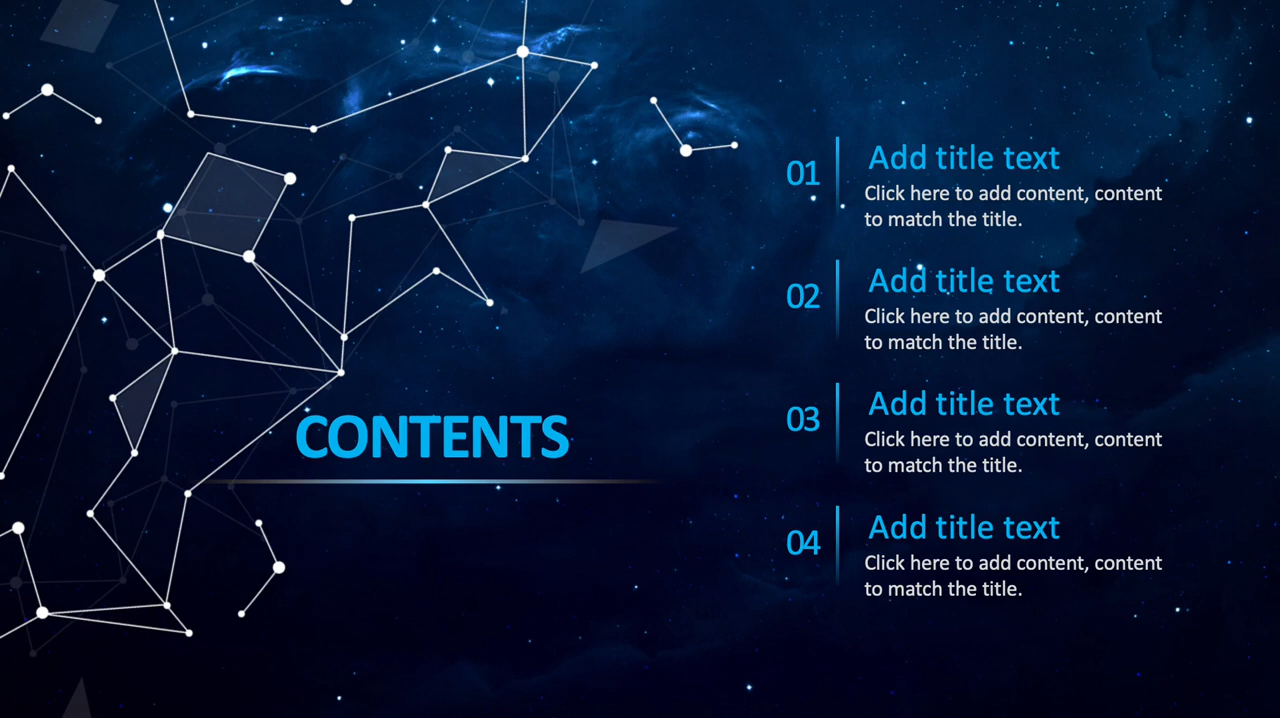 CONTENTS
01
Add title text
Click here to add content, content
to match the title.
02
Add title text
Click here to add content, content
to match the title.
03
Add title text
Click here to add content, content
to match the title.
04
Add title text
Click here to add content, content
to match the title.